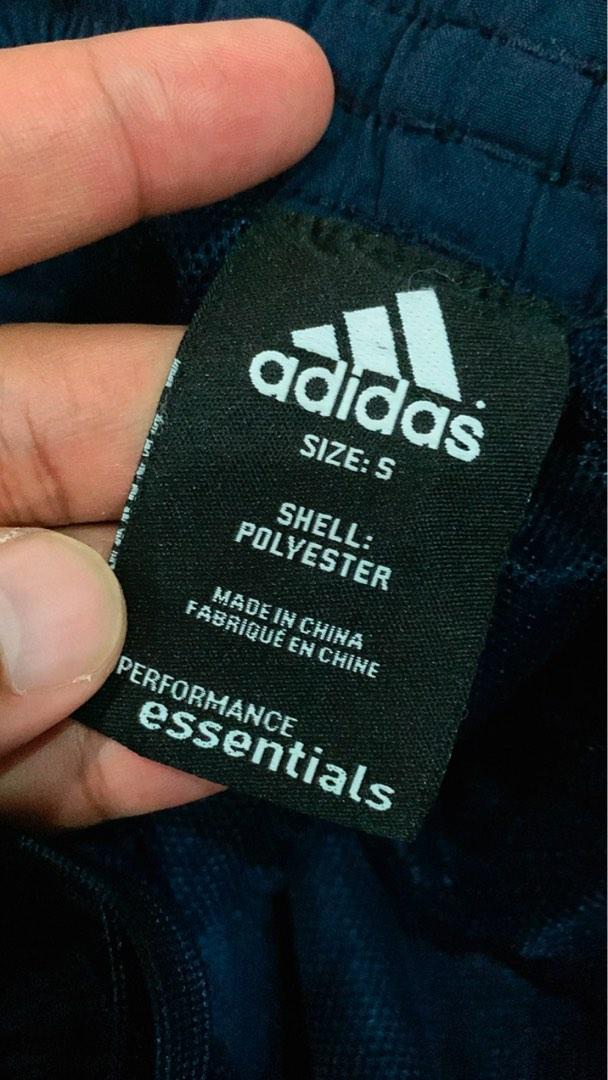 adidas
SIZE: S
SHELL:
POLYESTER
MADE IN CHINA
FABRIQUÉ EN CHINE
PERFORMANCE
essentials